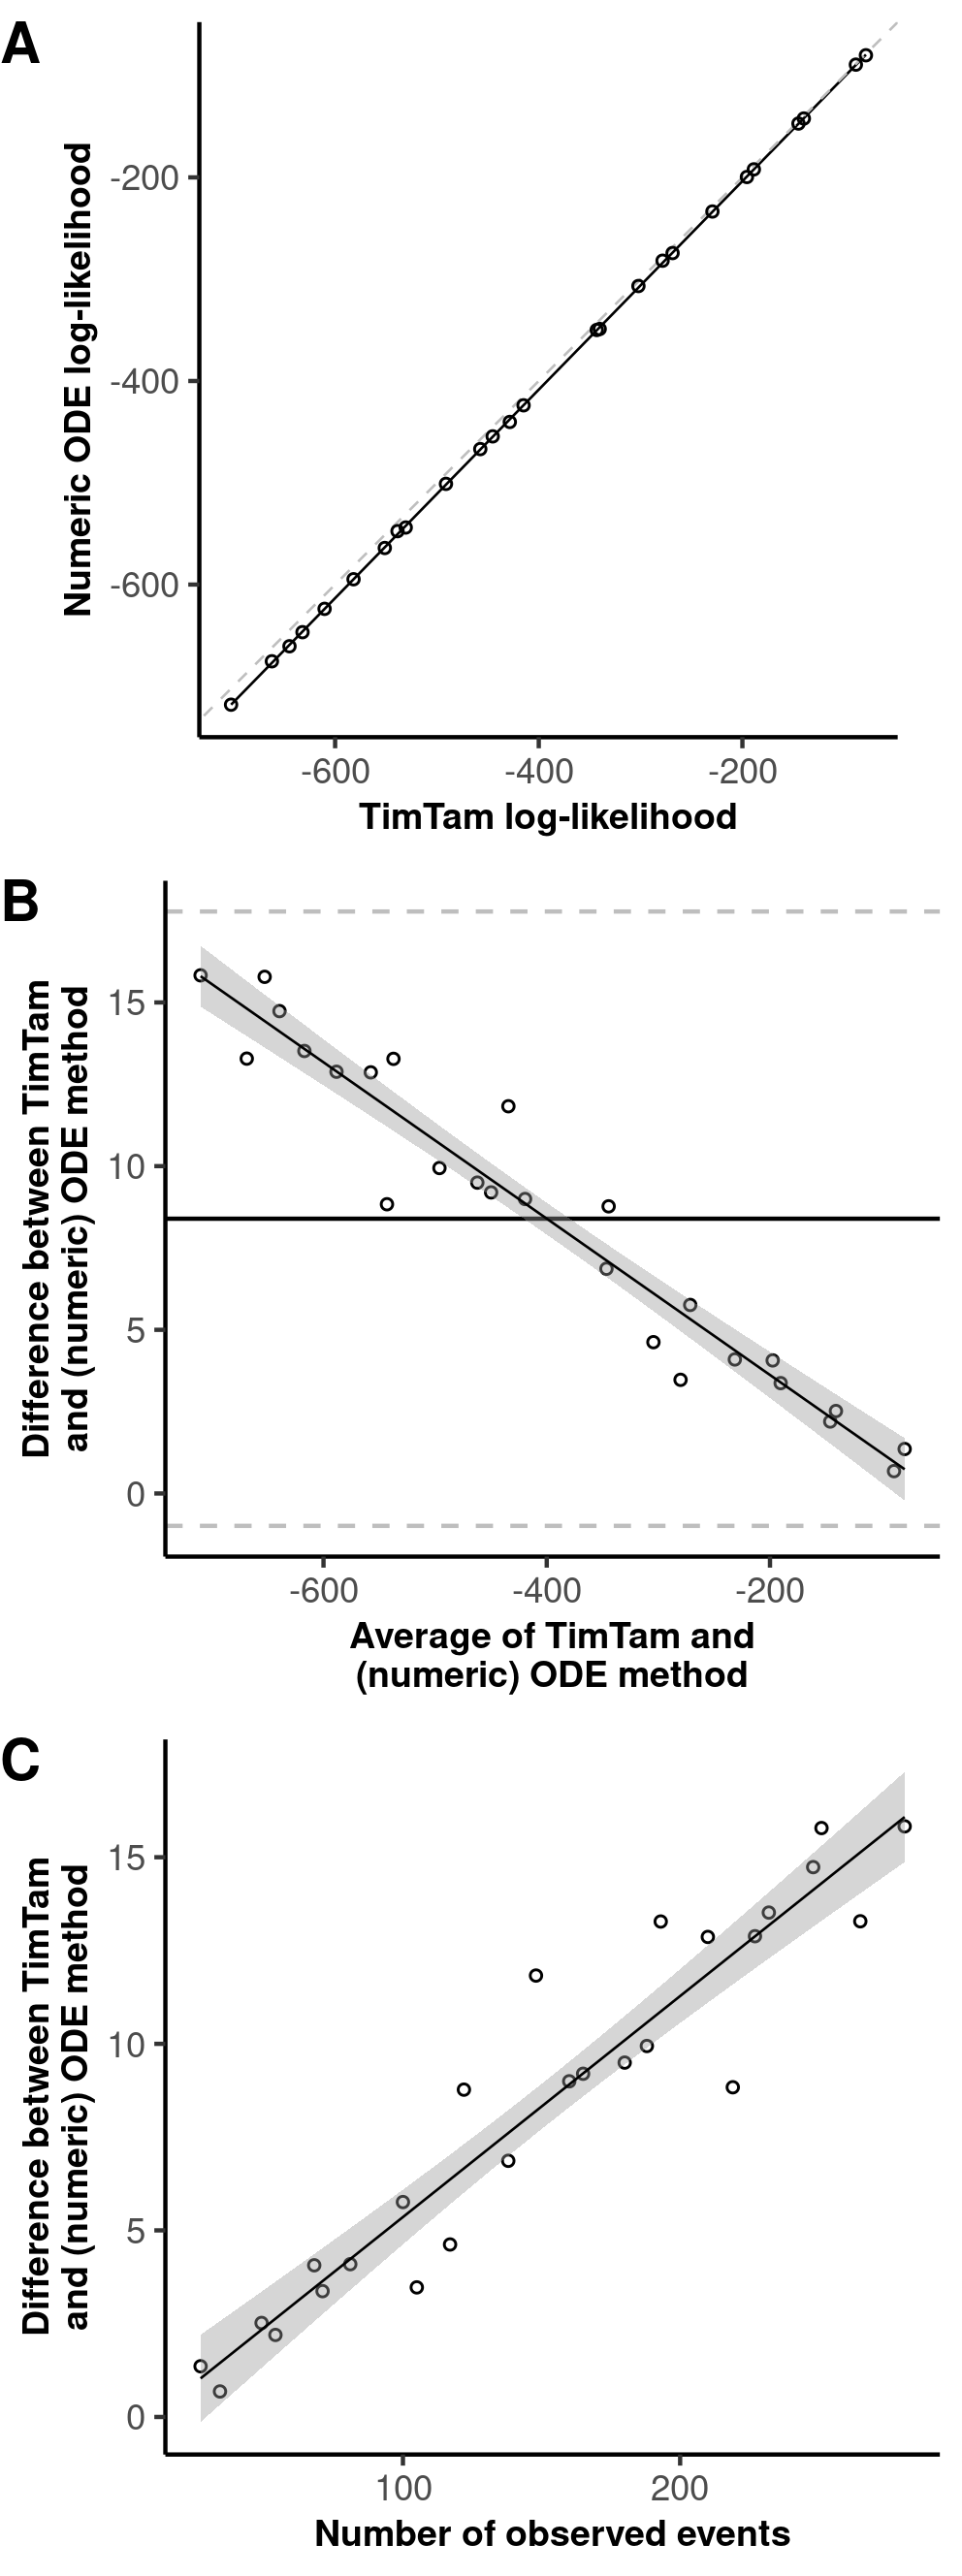 A
Numeric ODE log-likelihood
-200
-400
-600
-600 -400 -200
TimTam log-likelihood
B
Difference between TimTam
and (numeric) ODE method
15
10
5
0
-600 -400 -200
Average of TimTam and
(numeric) ODE method
C
Difference between TimTam
and (numeric) ODE method
15
10
5
0
100 200
Number of observed events